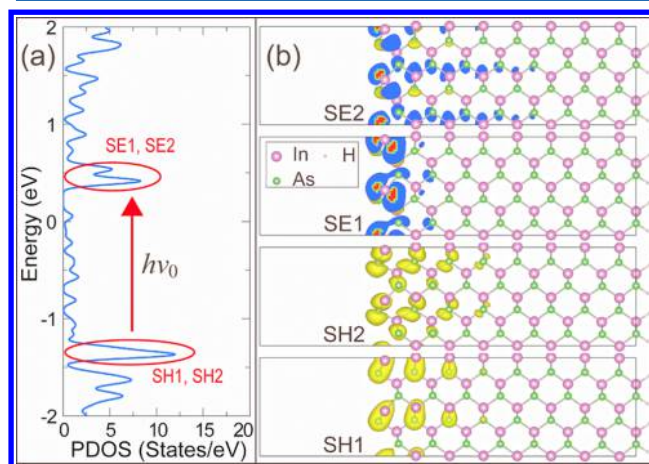 (a)
2
1
0
-1
-2
Energy (eV)
SE1, SE2
hν₀
SH1, SH2
0 5 10 15 20
PDOS (States/eV)
(b)
SE2
In H
As
SE1
SH2
SH1